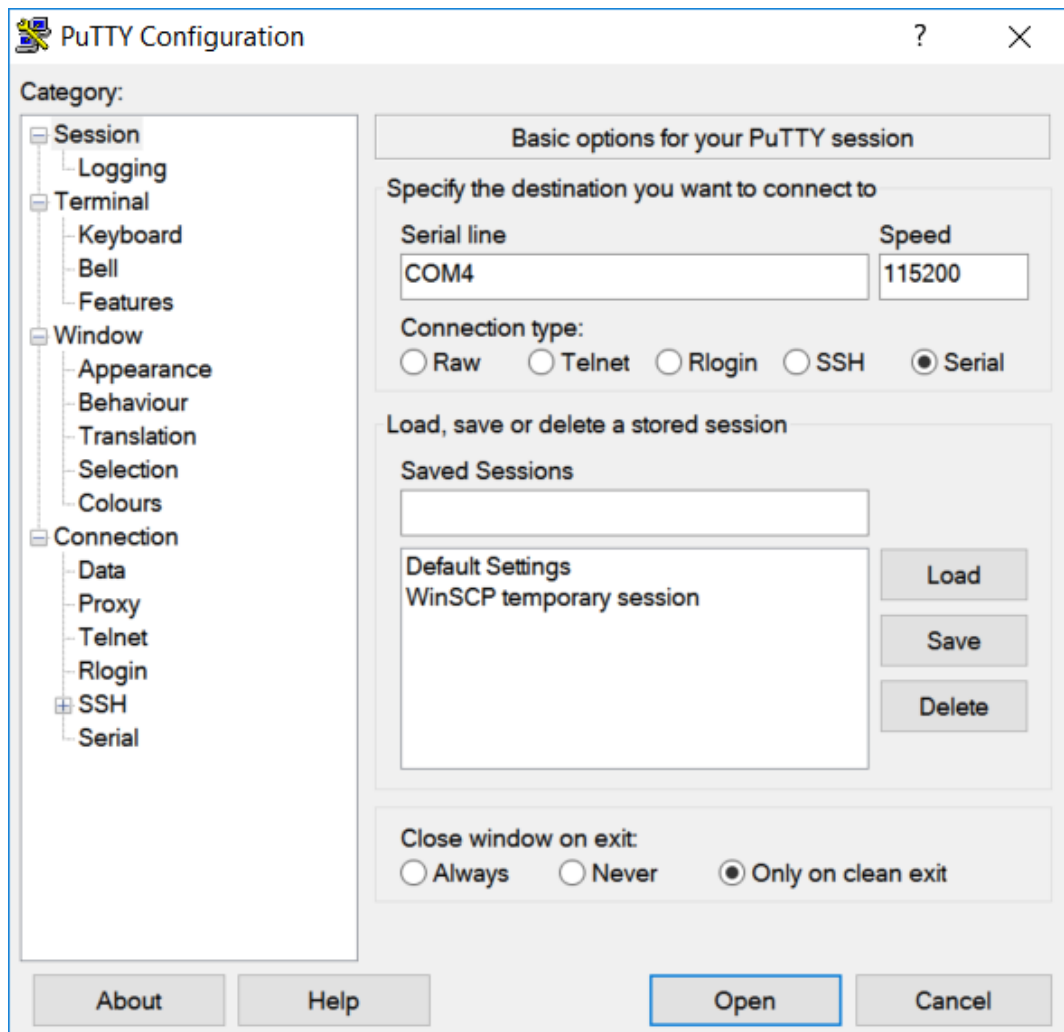 PuTTY Configuration
?
Category:
Session
Logging
Terminal
Keyboard
Bell
Features
Window
Appearance
Behaviour
Translation
Selection
Colours
Connection
Data
Proxy
Telnet
Rlogin
SSH
Serial
Basic options for your PuTTY session
Specify the destination you want to connect to
Serial line Speed
COM4 115200
Connection type:
Raw Telnet Rlogin SSH Serial
Load, save or delete a stored session
Saved Sessions
Default Settings
WinSCP temporary session
Load
Save
Delete
Close window on exit:
Always Never Only on clean exit
About Help Open Cancel